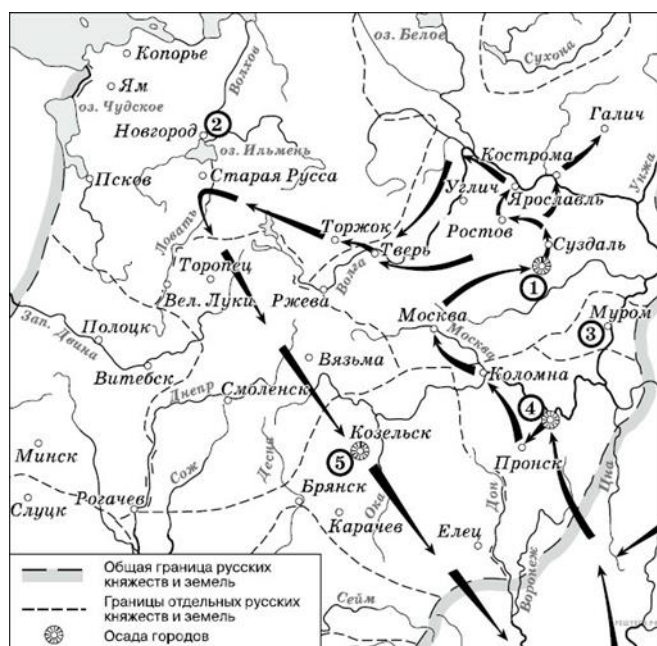 оз. Белое
Сухона
Копорье
Ям
оз. Чудское
Волхов
Галич
2
Новгород
оз. Ильмень
Кострома
Унжа
Псков
Старая Русса
Углич
Ярославль
Ловать
Торжок
Ростов
Тверь
Суздаль
Торопец
Волга
1
Вел. Луки
Ржева
Муром
Зап. Двина
Москва
3
Полоцк
Москва
Витебск
Вязьма
Коломна
Днепр
Смоленск
4
Козельск
Минск
Сож
Десна
5
Пронск
Цна
Слуцк
Рогачев
Брянск
Ока
Дон
Карачев
Елец
Воронеж
Сейм
Общая граница русских
княжеств и земель
Границы отдельных русских
княжеств и земель
Осада городов